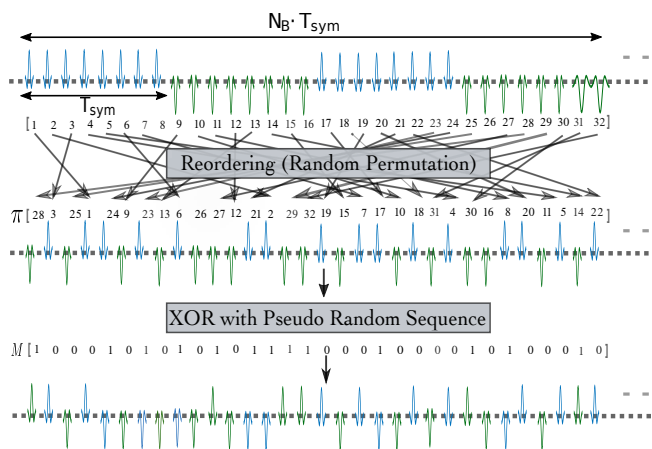 N_B · T_sym
T_sym
[1 2 3 4 5 6 7 8 9 10 11 12 13 14 15 16 17 18 19 20 21 22 23 24 25 26 27 28 29 30 31 32 ]
Reordering (Random Permutation)
π [ 28 3 25 1 24 9 23 13 6 26 27 12 21 2 29 32 19 15 7 17 10 18 31 4 30 16 8 20 11 5 14 22 ]
XOR with Pseudo Random Sequence
M [ 1 0 0 0 1 0 1 0 1 0 1 0 1 1 1 1 0 0 0 1 0 0 0 0 1 0 1 0 0 0 1 0 ]